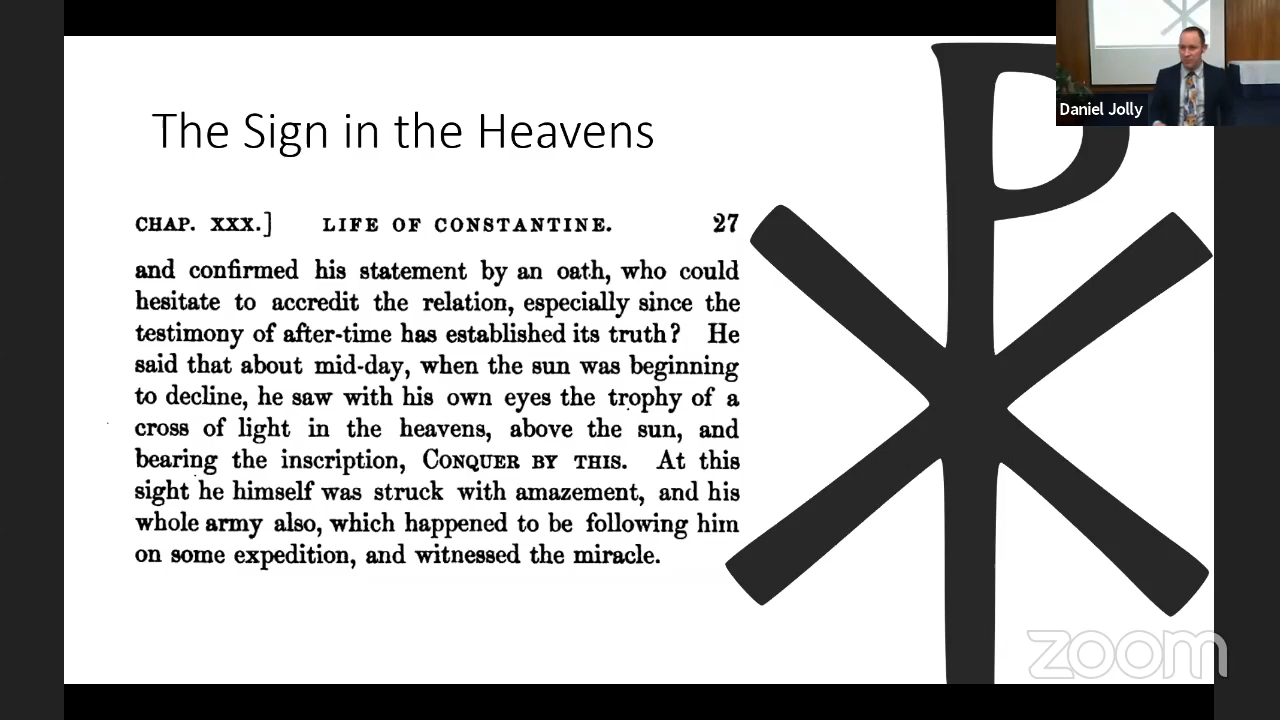 The Sign in the Heavens
Daniel Jolly
CHAP. XXX.] LIFE OF CONSTANTINE. 27
and confirmed his statement by an oath, who could
hesitate to accredit the relation, especially since the
testimony of after-time has established its truth? He
said that about mid-day, when the sun was beginning
to decline, he saw with his own eyes the trophy of a
cross of light in the heavens, above the sun, and
bearing the inscription, CONQUER BY THIS. At this
sight he himself was struck with amazement, and his
whole army also, which happened to be following him
on some expedition, and witnessed the miracle.
zoom